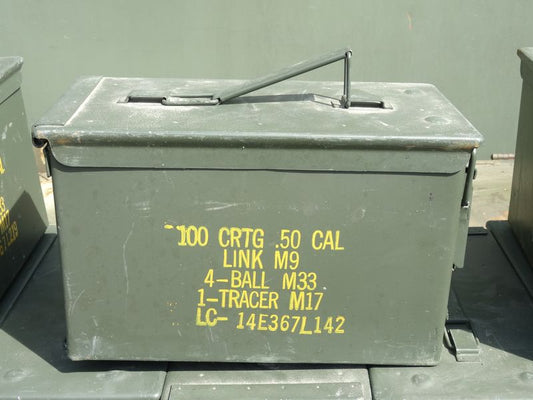 100 CRTG .50 CAL
LINK M9
4-BALL M33
1-TRACER M17
LC- 14E367L142